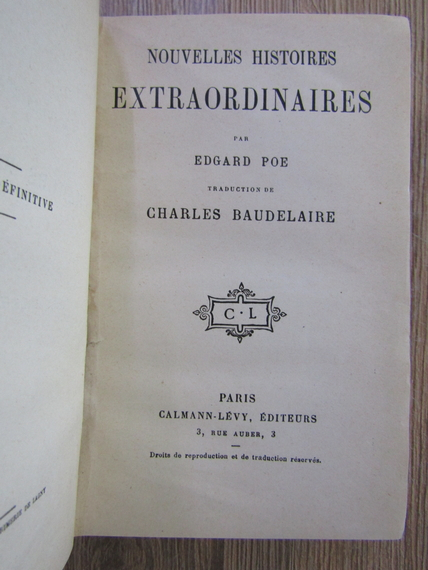 ÉFINITIVE
NOUVELLES HISTOIRES
EXTRAORDINAIRES
PAR
EDGARD POE
TRADUCTION DE
CHARLES BAUDELAIRE
C · L
PARIS
CALMANN-LÉVY, ÉDITEURS
3, RUE AUBER, 3
Droits de reproduction et de traduction réservés.